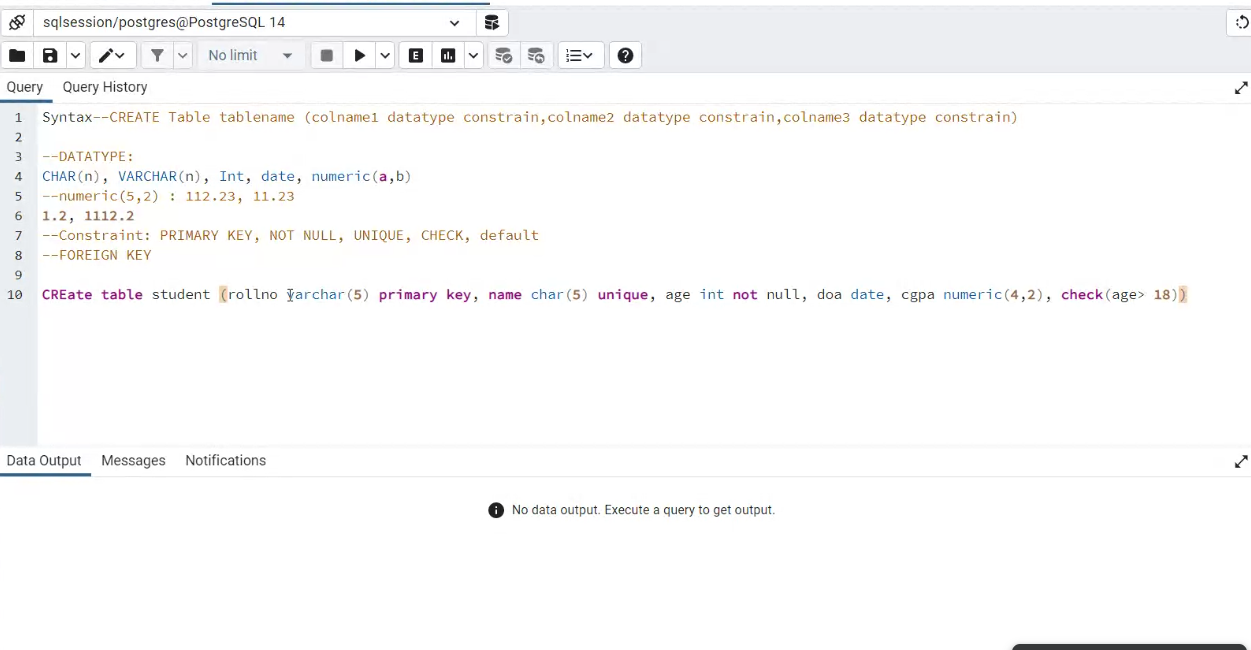 sqlsession/postgres@PostgreSQL 14
No limit
E
Query Query History
1 Syntax--CREATE Table tablename (colname1 datatype constrain,colname2 datatype constrain,colname3 datatype constrain)
2
3 --DATATYPE:
4 CHAR(n), VARCHAR(n), Int, date, numeric(a,b)
5 --numeric(5,2) : 112.23, 11.23
6 1.2, 1112.2
7 --Constraint: PRIMARY KEY, NOT NULL, UNIQUE, CHECK, default
8 --FOREIGN KEY
9
10 CREate table student (rollno varchar(5) primary key, name char(5) unique, age int not null, doa date, cgpa numeric(4,2), check(age> 18))
Data Output Messages Notifications
No data output. Execute a query to get output.